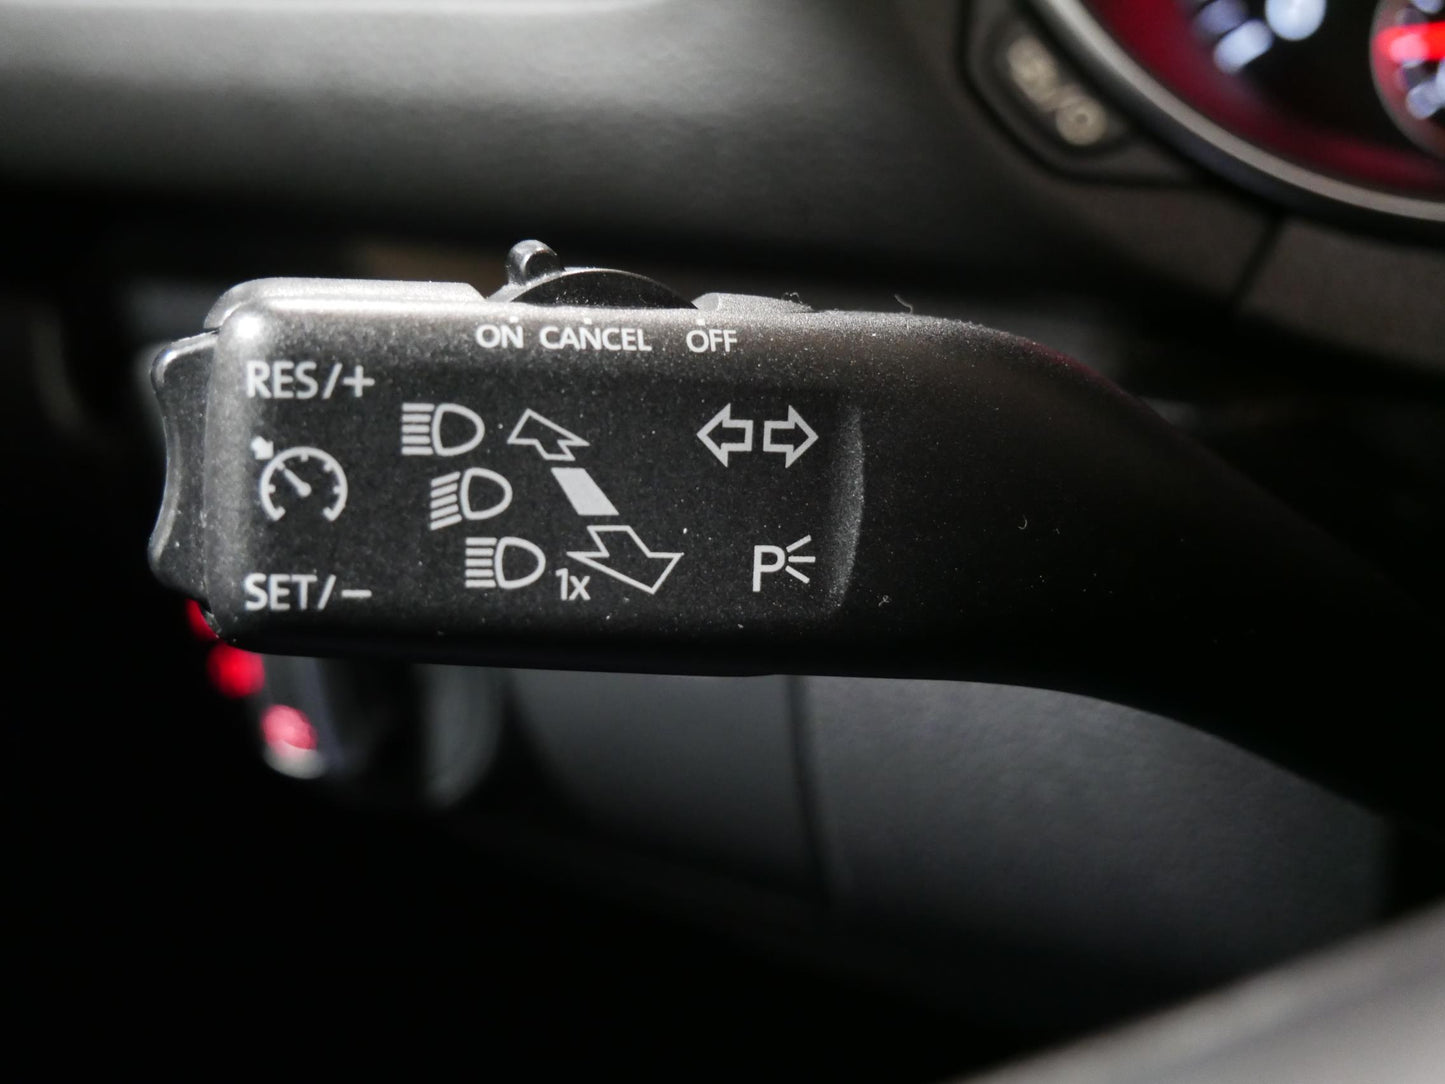 ON CANCEL OFF
RES/+
SET/-
1x
P